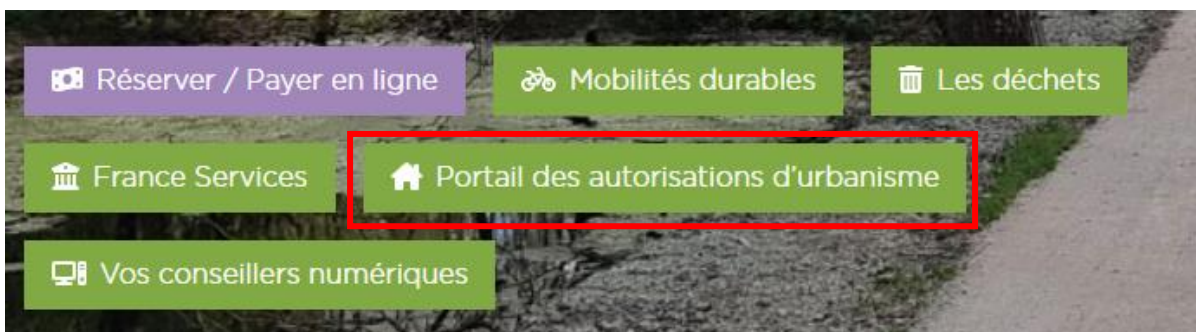 Réserver / Payer en ligne Mobilités durables Les déchets
France Services Portail des autorisations d'urbanisme
Vos conseillers numériques